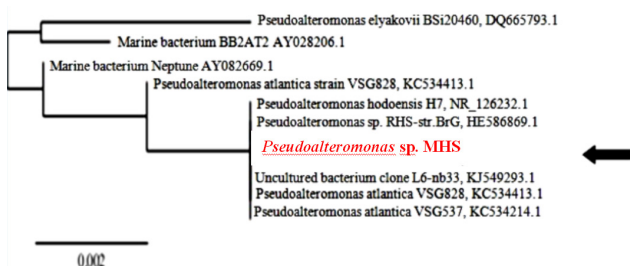 Pseudoalteromonas elyakovii BSi20460, DQ665793.1
Marine bacterium BB2AT2 AY028206.1
Marine bacterium Neptune AY082669.1
Pseudoalteromonas atlantica strain VSG828, KC534413.1
Pseudoalteromonas hodoensis H7, NR_126232.1
Pseudoalteromonas sp. RHS-str.BrG, HE586869.1
Pseudoalteromonas sp. MHS
Uncultured bacterium clone L6-nb33, KJ549293.1
Pseudoalteromonas atlantica VSG828, KC534413.1
Pseudoalteromonas atlantica VSG537, KC534214.1
0.002